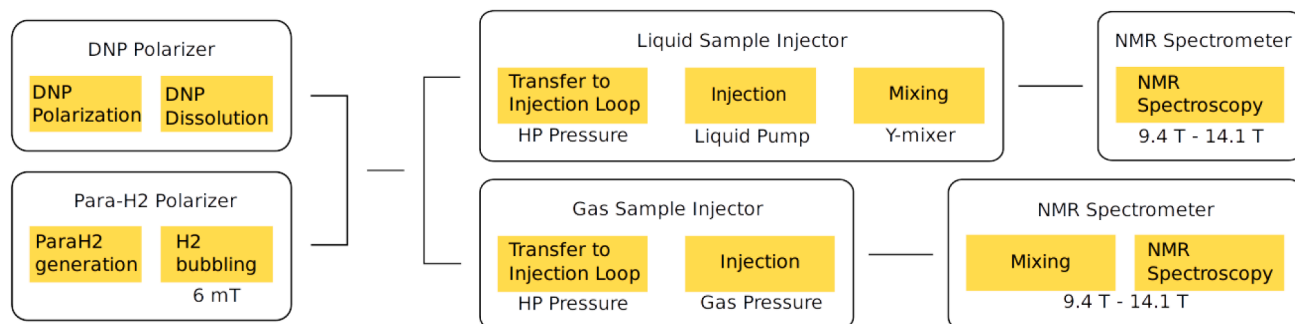 DNP Polarizer
DNP
Polarization
DNP
Dissolution
Para-H2 Polarizer
ParaH2
generation
H2
bubbling
6 mT
Liquid Sample Injector
Transfer to
Injection Loop
HP Pressure
Injection
Liquid Pump
Mixing
Y-mixer
NMR Spectrometer
NMR
Spectroscopy
9.4 T - 14.1 T
Gas Sample Injector
Transfer to
Injection Loop
HP Pressure
Injection
Gas Pressure
NMR Spectrometer
Mixing
NMR
Spectroscopy
9.4 T - 14.1 T